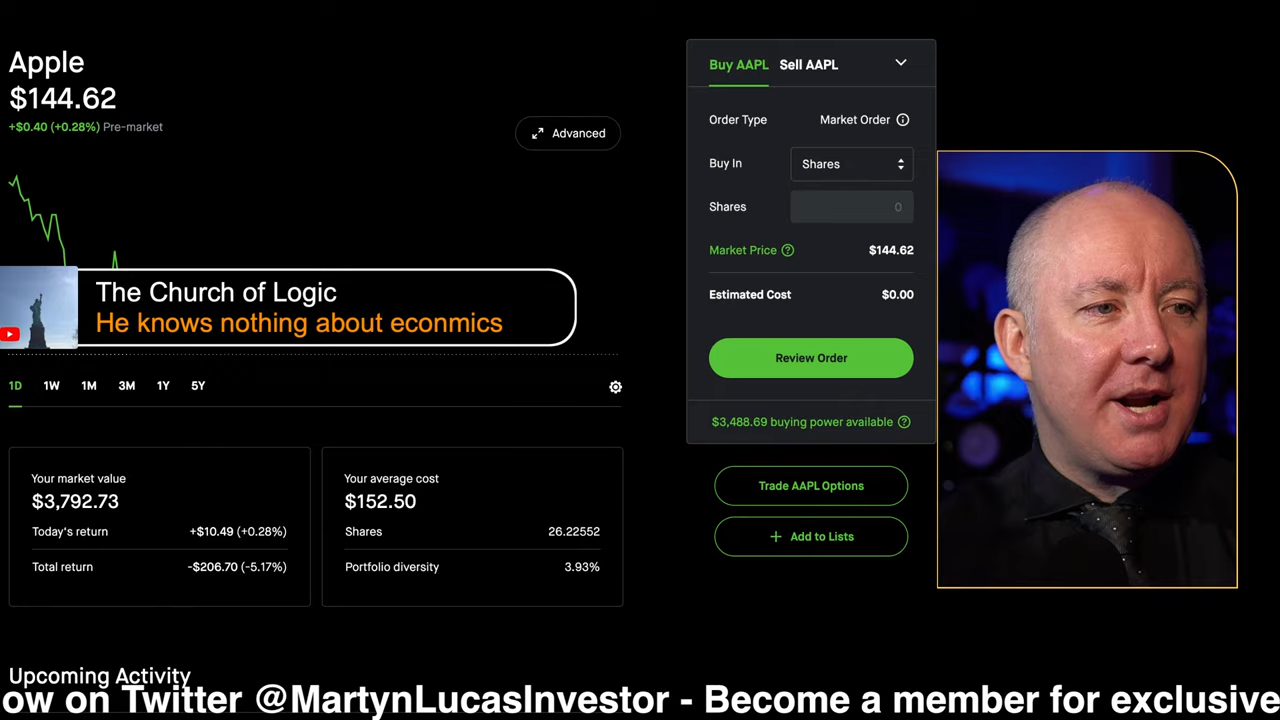 Apple
$144.62
+$0.40 (+0.28%) Pre-market
Advanced
The Church of Logic
He knows nothing about econmics
1D 1W 1M 3M 1Y 5Y
Your market value
$3,792.73
Today's return +$10.49 (+0.28%)
Total return -$206.70 (-5.17%)
Your average cost
$152.50
Shares 26.22552
Portfolio diversity 3.93%
Upcoming Activity
Buy AAPL Sell AAPL
Order Type Market Order
Buy In Shares
Shares 0
Market Price $144.62
Estimated Cost $0.00
Review Order
$3,488.69 buying power available
Trade AAPL Options
+ Add to Lists
ow on Twitter @MartynLucasInvestor - Become a member for exclusive